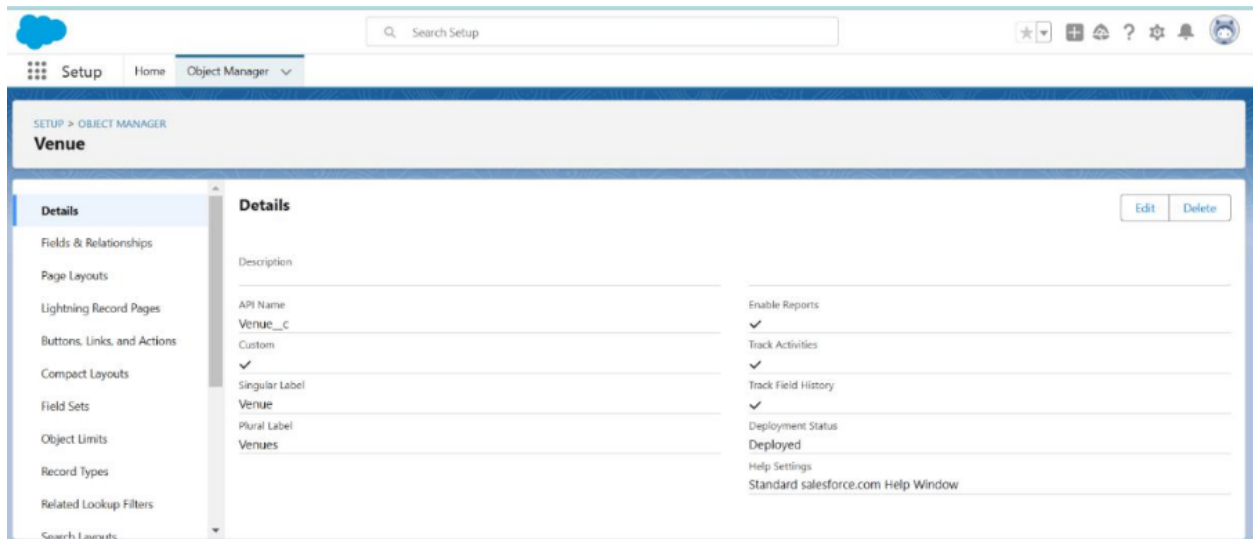 Search Setup
Setup
Home
Object Manager
SETUP > OBJECT MANAGER
Venue
Details
Fields & Relationships
Page Layouts
Lightning Record Pages
Buttons, Links, and Actions
Compact Layouts
Field Sets
Object Limits
Record Types
Related Lookup Filters
Search Layouts
Details
Edit
Delete
Description
API Name
Venue__c
Custom
Singular Label
Venue
Plural Label
Venues
Enable Reports
Track Activities
Track Field History
Deployment Status
Deployed
Help Settings
Standard salesforce.com Help Window